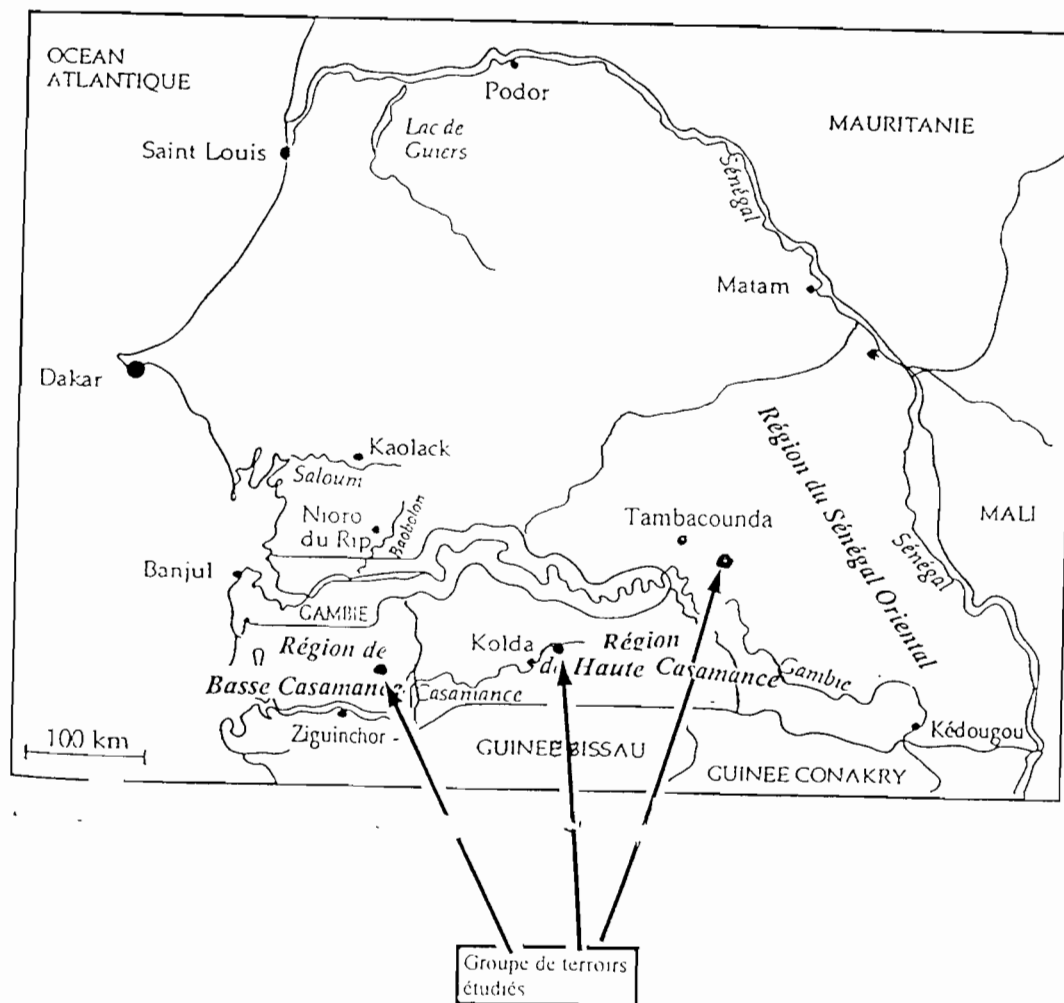 OCEAN
ATLANTIQUE
Podor
MAURITANIE
Lac de
Guiers
Saint Louis
Sénégal
Matam
Dakar
Région du Sénégal Oriental
Kaolack
Saloum
Nioro
du Rip
Baobolon
Tambacounda
MALI
Sénégal
Banjul
GAMBIE
Région de
Basse Casamance
Kolda
Région
de Haute Casamance
Casamance
Gambie
Ziguinchor
Kédougou
100 km
GUINEE BISSAU
GUINEE CONAKRY
Groupe de terroirs
étudiés